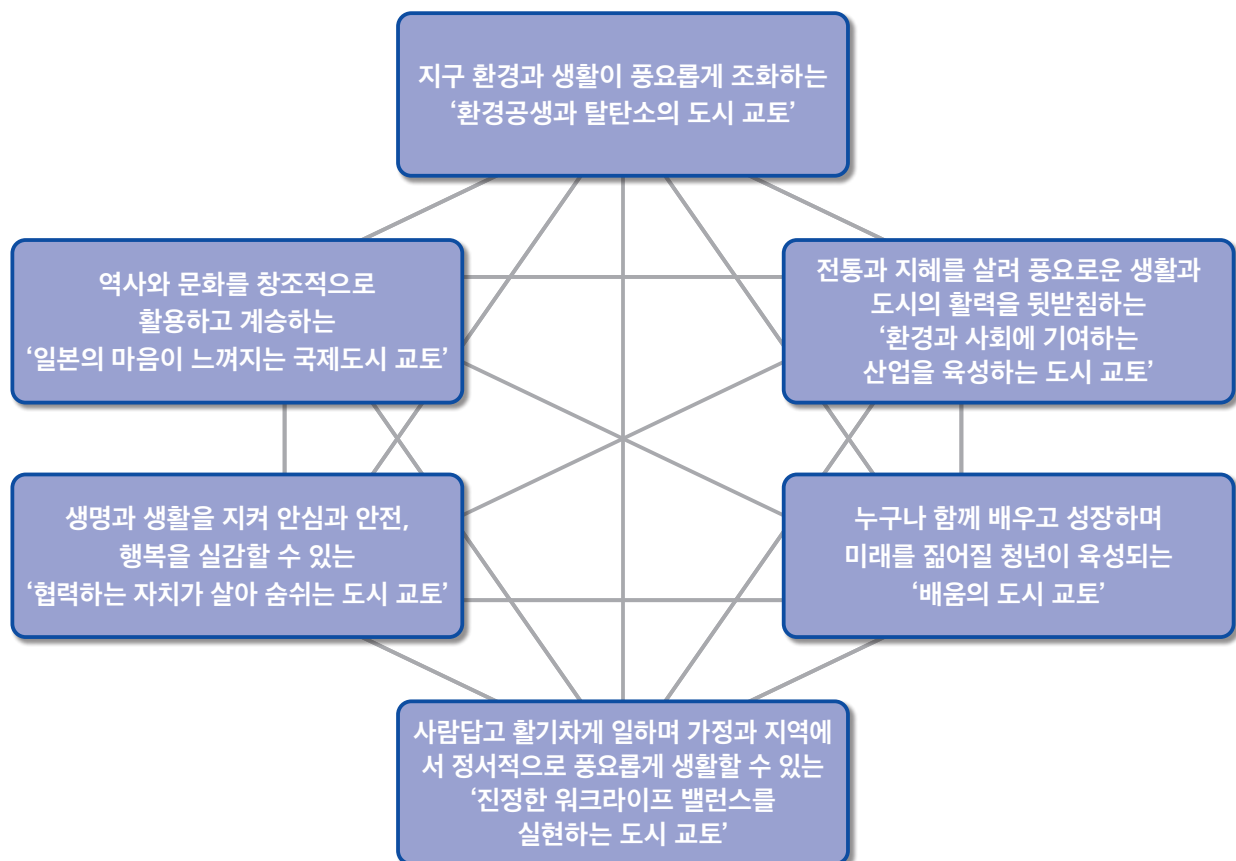 지구 환경과 생활이 풍요롭게 조화하는
‘환경공생과 탈탄소의 도시 교토’
역사와 문화를 창조적으로
활용하고 계승하는
‘일본의 마음이 느껴지는 국제도시 교토’
전통과 지혜를 살려 풍요로운 생활과
도시의 활력을 뒷받침하는
‘환경과 사회에 기여하는
산업을 육성하는 도시 교토’
생명과 생활을 지켜 안심과 안전,
행복을 실감할 수 있는
‘협력하는 자치가 살아 숨쉬는 도시 교토’
누구나 함께 배우고 성장하며
미래를 짊어질 청년이 육성되는
‘배움의 도시 교토’
사람답고 활기차게 일하며 가정과 지역에
서 정서적으로 풍요롭게 생활할 수 있는
‘진정한 워크라이프 밸런스를
실현하는 도시 교토’